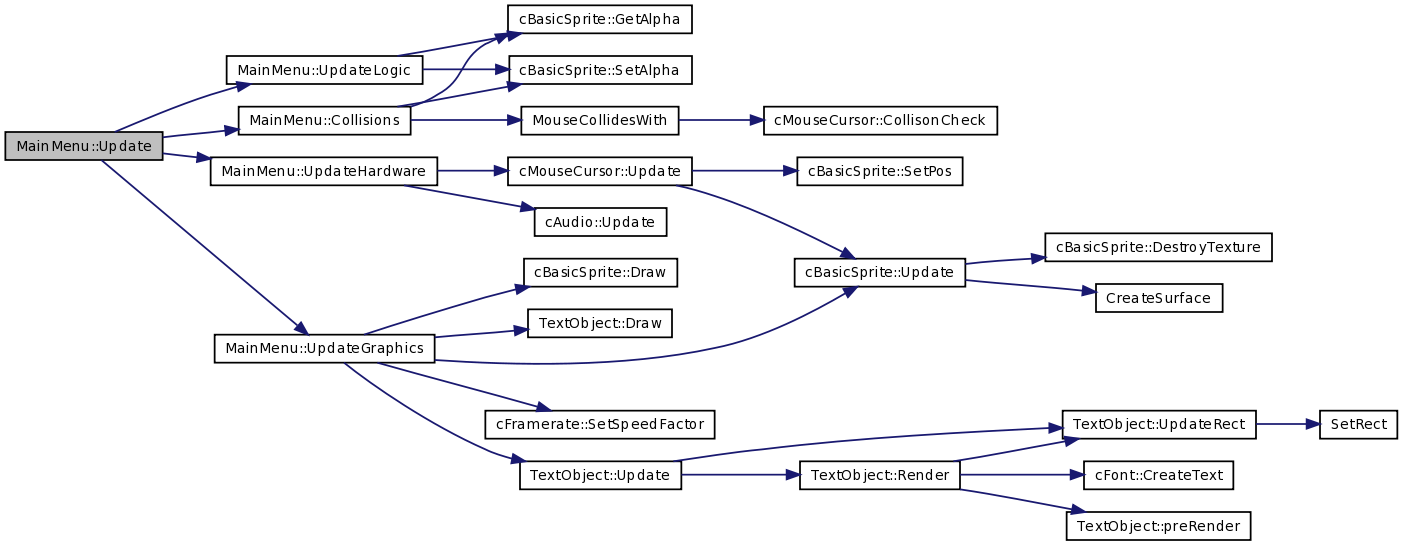 cBasicSprite::GetAlpha
MainMenu::UpdateLogic
cBasicSprite::SetAlpha
MainMenu::Collisions
MouseCollidesWith
cMouseCursor::CollisonCheck
MainMenu::Update
MainMenu::UpdateHardware
cMouseCursor::Update
cBasicSprite::SetPos
cAudio::Update
cBasicSprite::DestroyTexture
cBasicSprite::Draw
cBasicSprite::Update
CreateSurface
TextObject::Draw
MainMenu::UpdateGraphics
cFramerate::SetSpeedFactor
TextObject::UpdateRect
SetRect
TextObject::Update
TextObject::Render
cFont::CreateText
TextObject::preRender